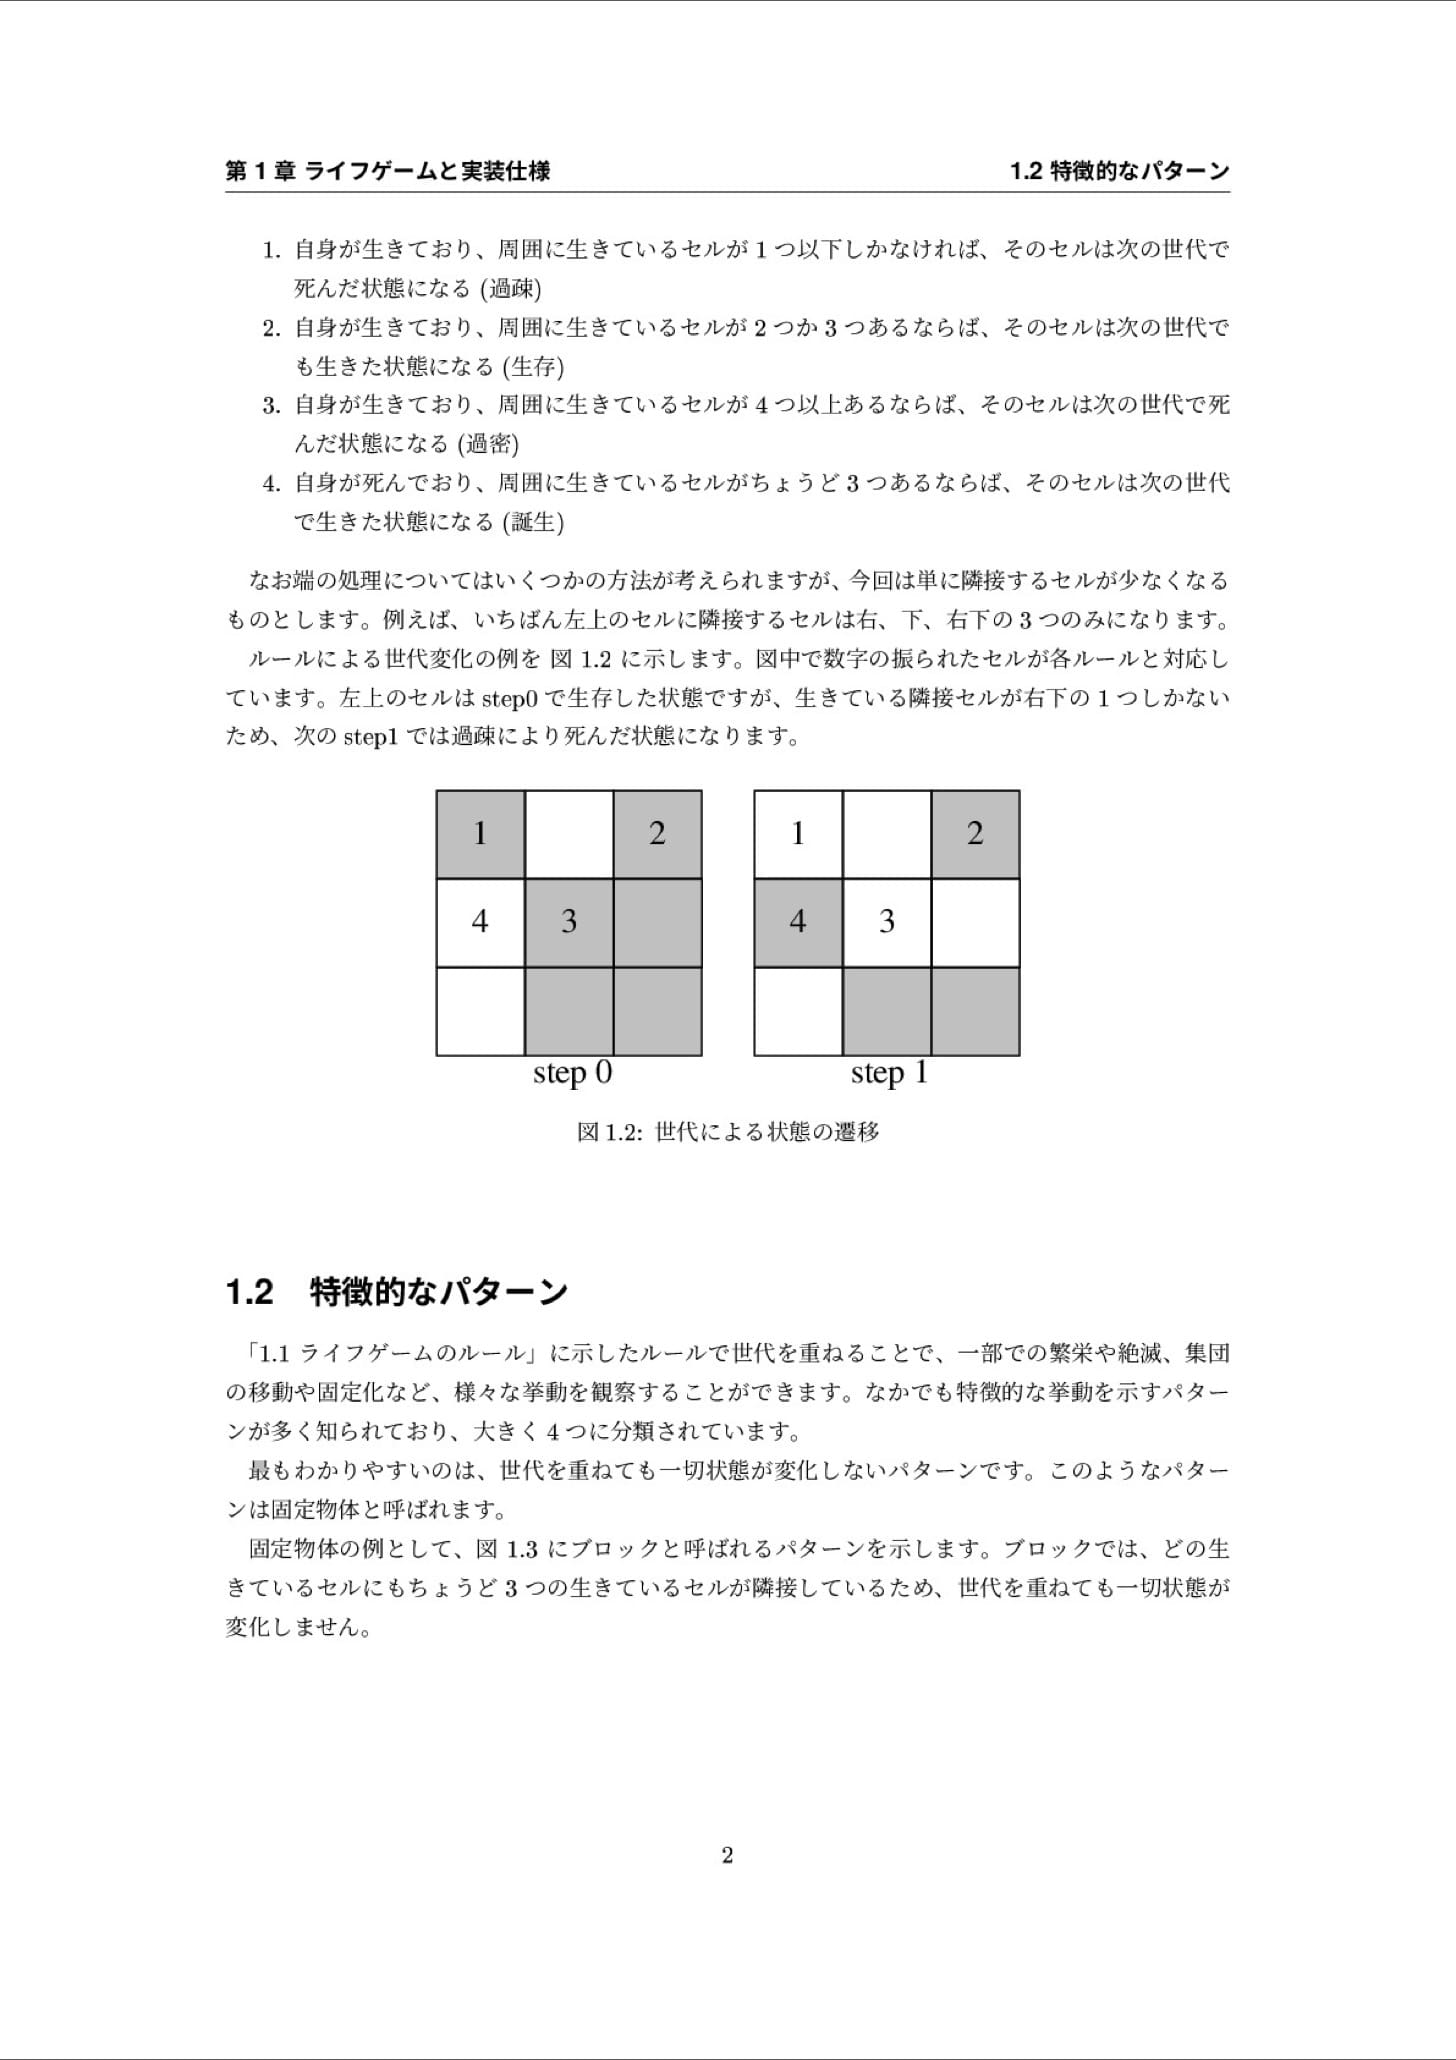 第 1 章 ライフゲームと実装仕様 1.2 特徴的なパターン
1. 自身が生きており、周囲に生きているセルが 1 つ以下しかなければ、そのセルは次の世代で
死んだ状態になる (過疎)
2. 自身が生きており、周囲に生きているセルが 2 つか 3 つあるならば、そのセルは次の世代で
も生きた状態になる (生存)
3. 自身が生きており、周囲に生きているセルが 4 つ以上あるならば、そのセルは次の世代で死
んだ状態になる (過密)
4. 自身が死んでおり、周囲に生きているセルがちょうど 3 つあるならば、そのセルは次の世代
で生きた状態になる (誕生)
なお端の処理についてはいくつかの方法が考えられますが、今回は単に隣接するセルが少なくなる
ものとします。例えば、いちばん左上のセルに隣接するセルは右、下、右下の 3 つのみになります。
ルールによる世代変化の例を 図 1.2 に示します。図中で数字の振られたセルが各ルールと対応し
ています。左上のセルは step0 で生存した状態ですが、生きている隣接セルが右下の 1 つしかない
ため、次の step1 では過疎により死んだ状態になります。
1 2
4 3
step 0
1 2
4 3
step 1
図 1.2: 世代による状態の遷移
1.2 特徴的なパターン
「1.1 ライフゲームのルール」に示したルールで世代を重ねることで、一部での繁栄や絶滅、集団
の移動や固定化など、様々な挙動を観察することができます。なかでも特徴的な挙動を示すパター
ンが多く知られており、大きく 4 つに分類されています。
最もわかりやすいのは、世代を重ねても一切状態が変化しないパターンです。このようなパター
ンは固定物体と呼ばれます。
固定物体の例として、図 1.3 にブロックと呼ばれるパターンを示します。ブロックでは、どの生
きているセルにもちょうど 3 つの生きているセルが隣接しているため、世代を重ねても一切状態が
変化しません。
2